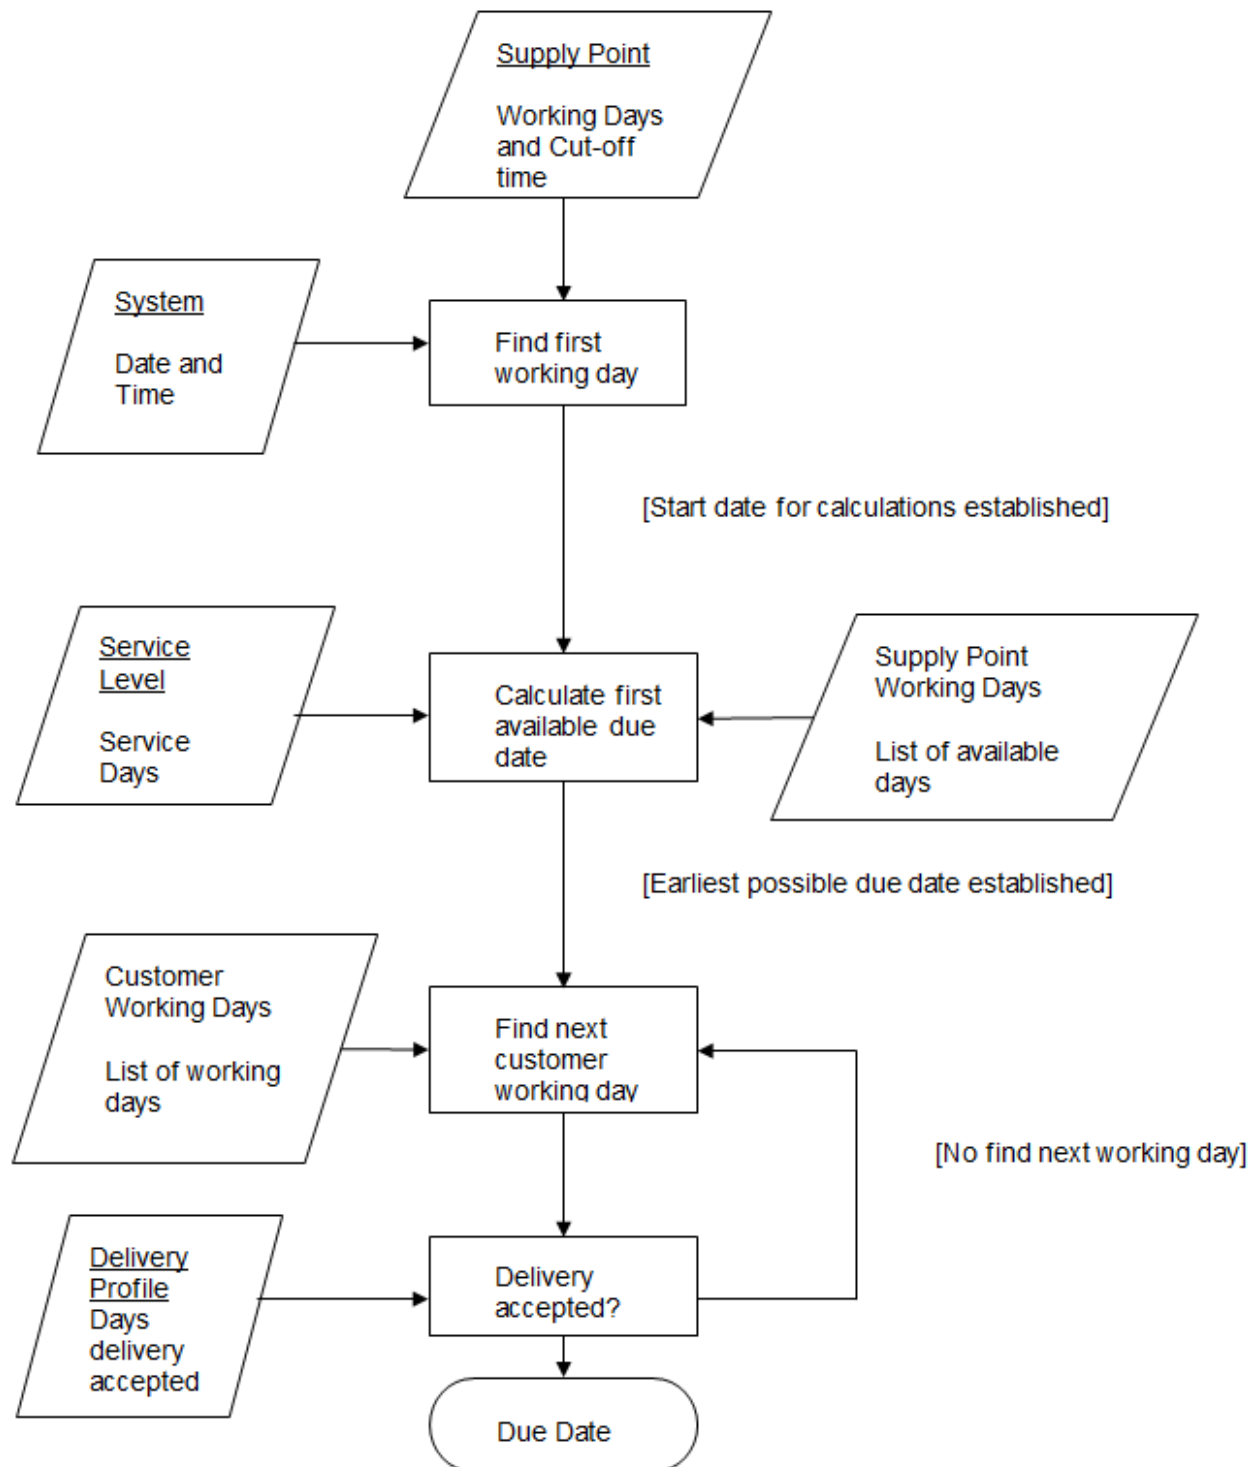 Supply Point
Working Days
and Cut-off
time
System
Date and
Time
Find first
working day
[Start date for calculations established]
Service
Level
Service
Days
Calculate first
available due
date
Supply Point
Working Days
List of available
days
[Earliest possible due date established]
Customer
Working Days
List of working
days
Find next
customer
working day
[No find next working day]
Delivery
Profile
Days
delivery
accepted
Delivery
accepted?
Due Date